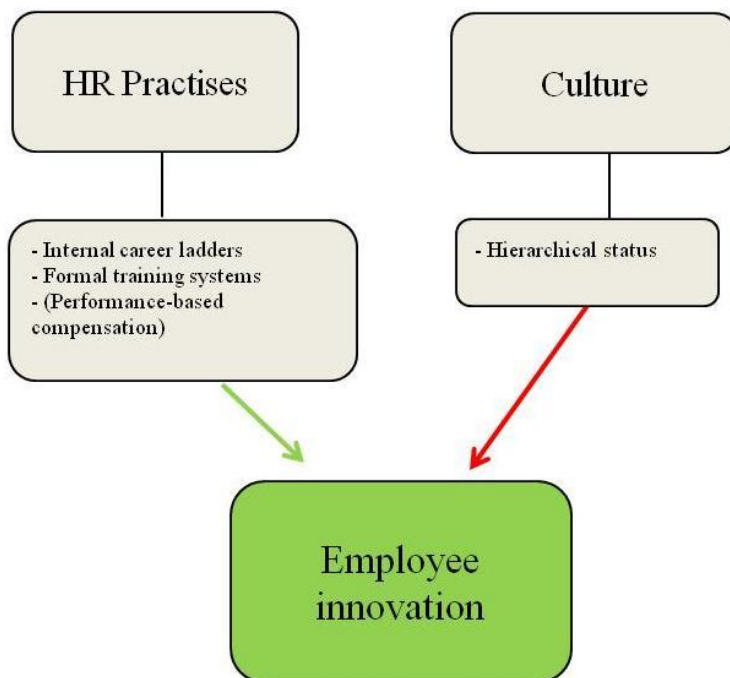 HR Practises
Culture
- Internal career ladders
- Formal training systems
- (Performance-based
compensation)
- Hierarchical status
Employee
innovation